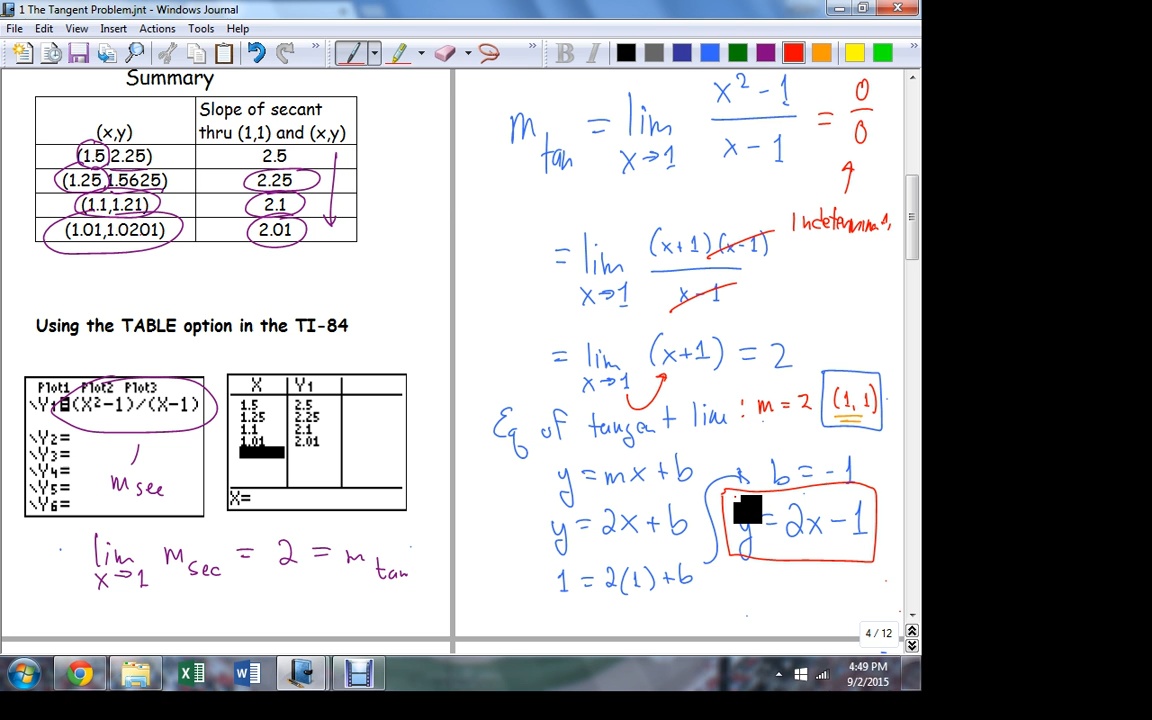 1 The Tangent Problem.jnt - Windows Journal
File Edit View Insert Actions Tools Help
B I
Summary
(x,y) Slope of secant thru (1,1) and (x,y)
(1.5,2.25) 2.5
(1.25,1.5625) 2.25
(1.1,1.21) 2.1
(1.01,1.0201) 2.01
Using the TABLE option in the TI-84
Plot1 Plot2 Plot3
\Y1=(X²-1)/(X-1)
\Y2=
\Y3=
\Y4=
\Y5=
\Y6=
m sec
X Y1
1.5 2.5
1.25 2.25
1.1 2.1
1.01 2.01
X=
lim x→1 m sec = 2 = m tan
m tan = lim x→1 x² - 1 / x - 1 = 0/0
Indeterminat.
= lim x→1 (x+1)(x-1) / x-1
= lim x→1 (x+1) = 2
Eq of tangent lim : m = 2 (1,1)
y = mx + b
y = 2x + b
1 = 2(1) + b
b = -1
y = 2x - 1
4 / 12
4:49 PM
9/2/2015